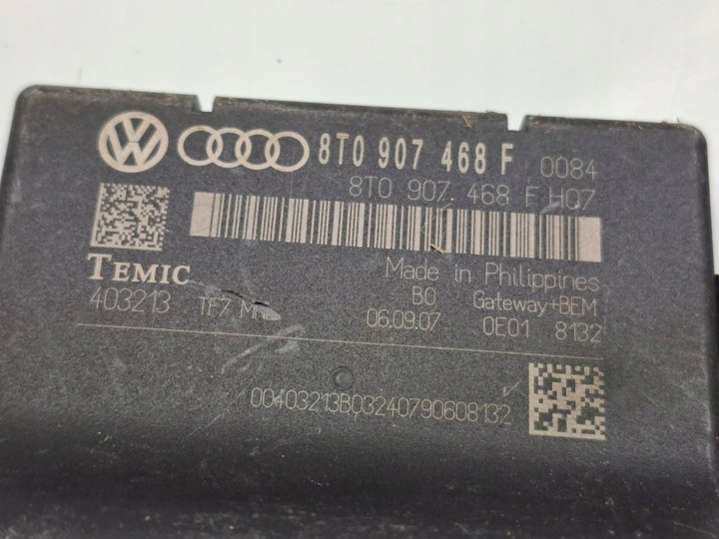 8T0 907 468 F 0084
8T0 907 468 F H07
TEMIC Made in Philippines
403213 TF7 B0 Gateway+BEM
06.09.07 0E01 8132
00403213B03240790608132